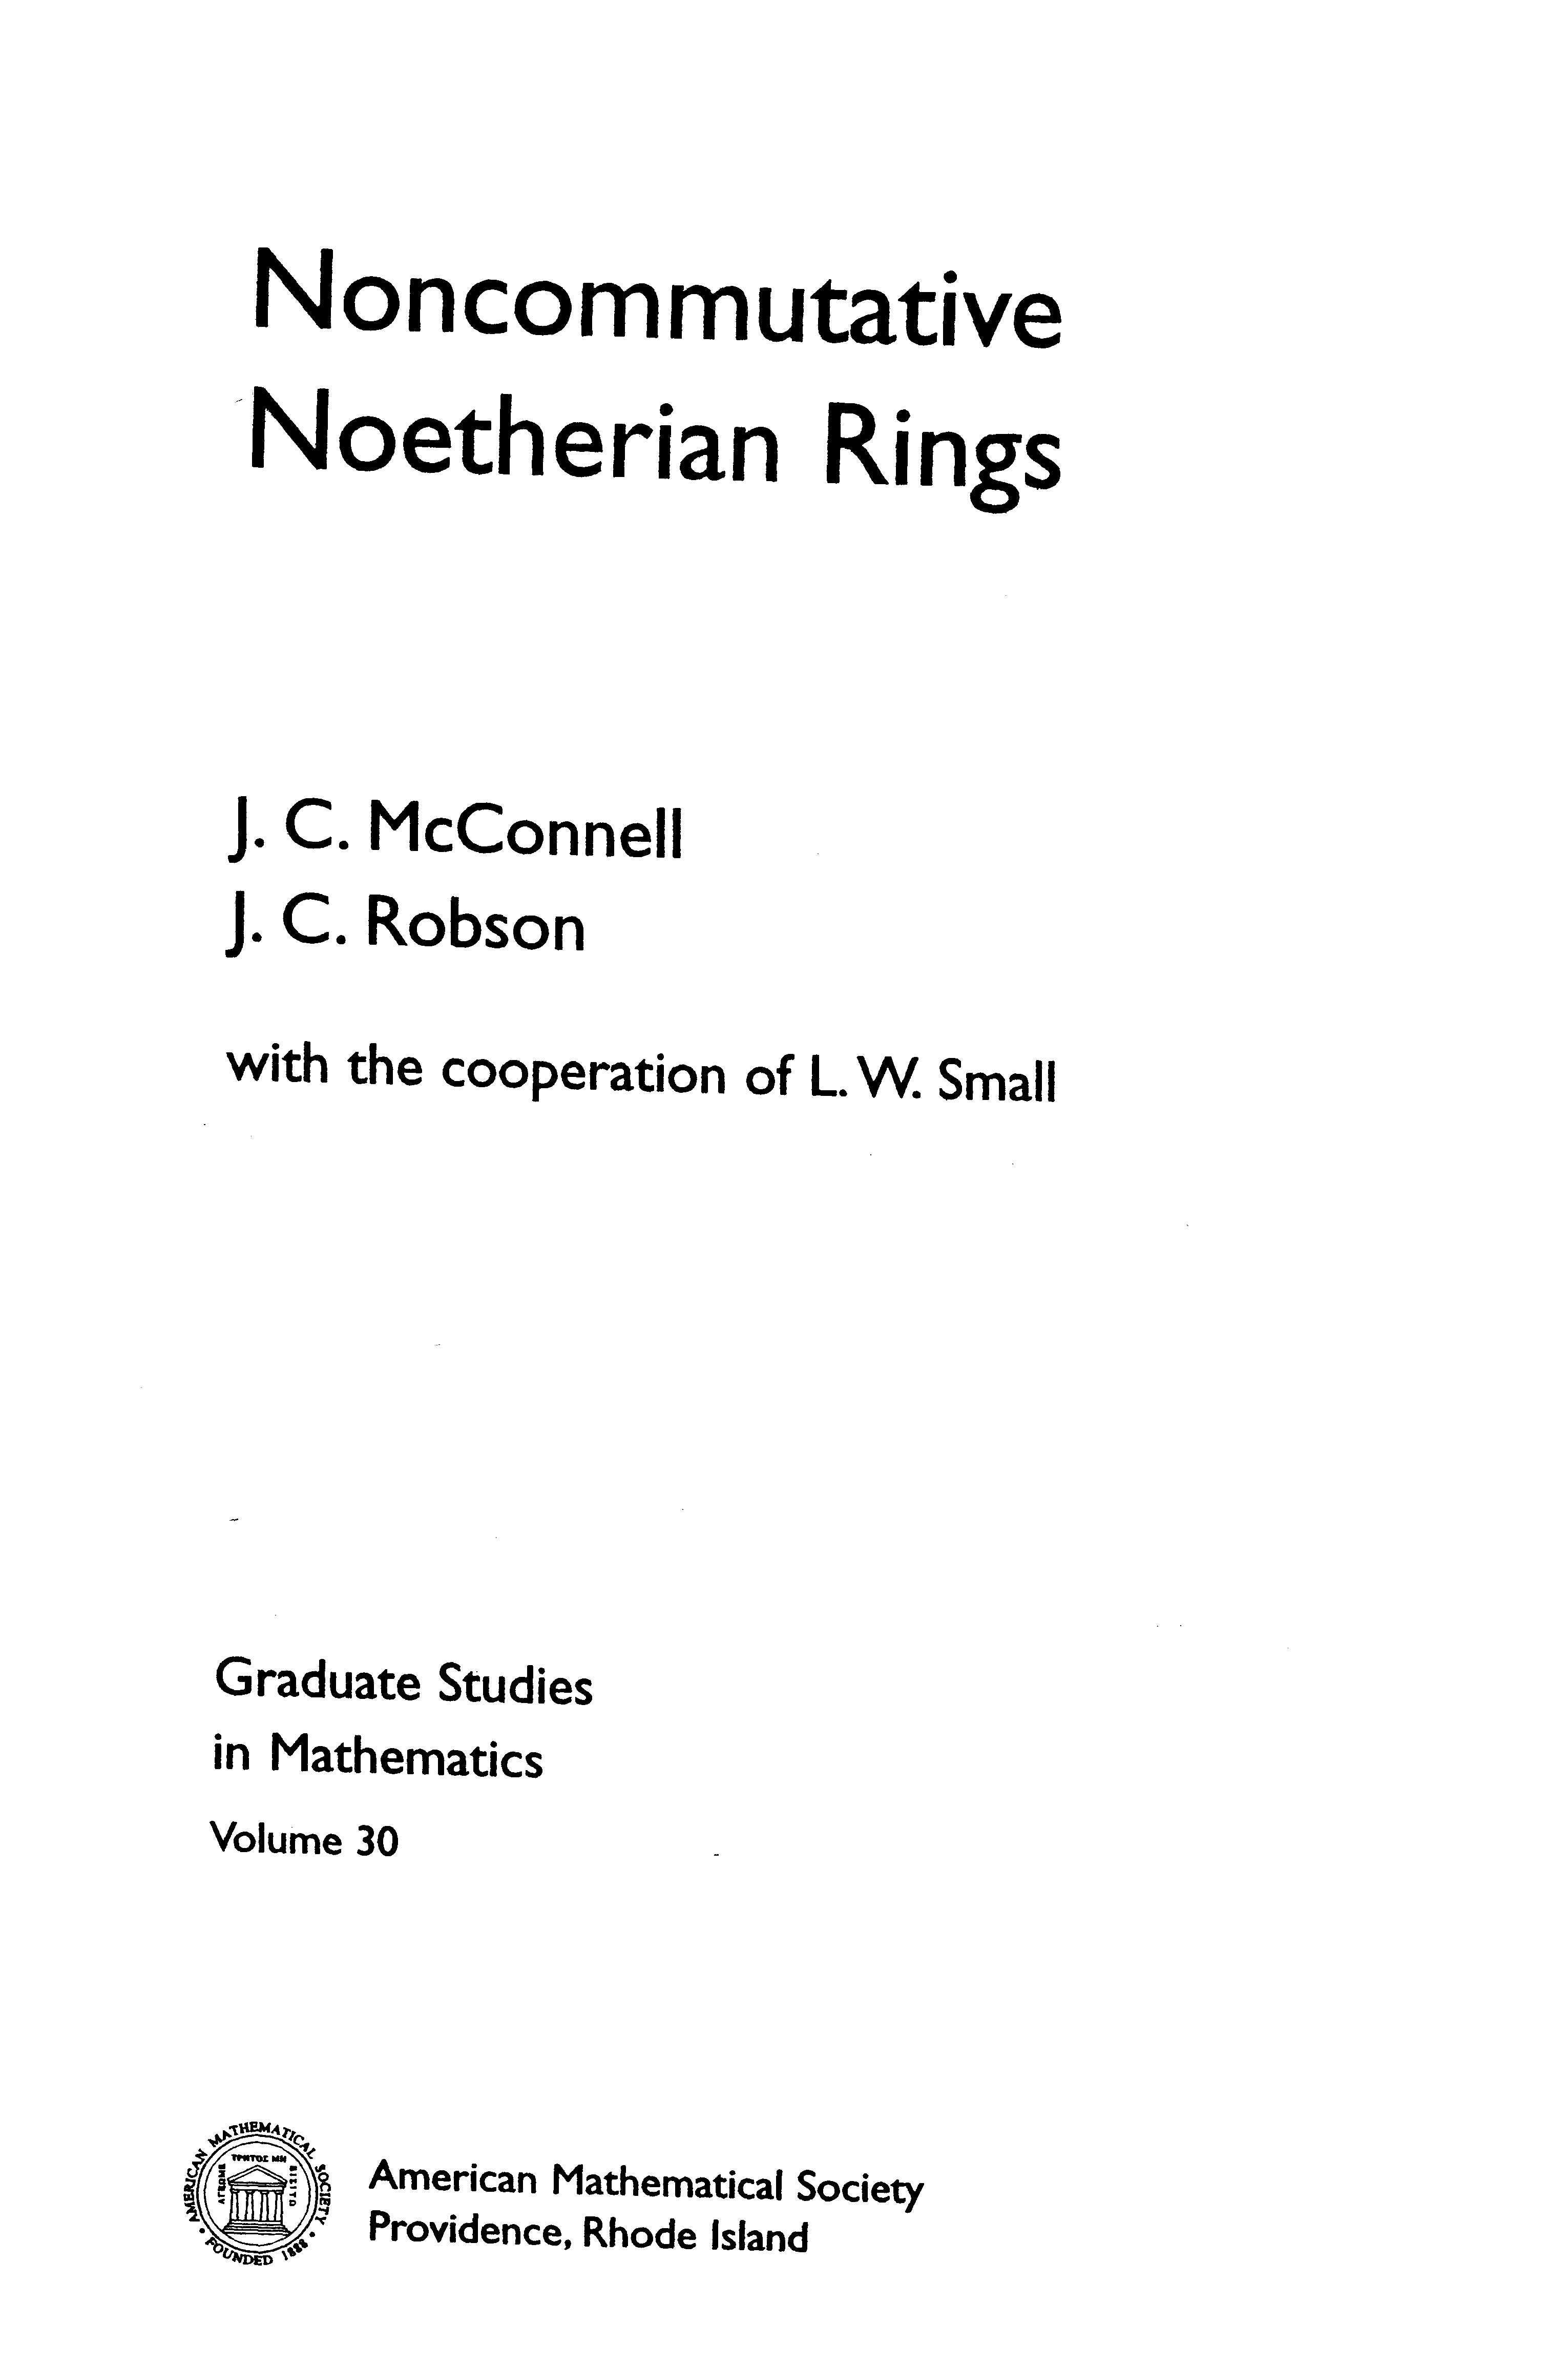 Noncommutative
Noetherian Rings
J. C. McConnell
J. C. Robson
with the cooperation of L. W. Small
Graduate Studies
in Mathematics
Volume 30
AMERICAN MATHEMATICAL SOCIETY
FOUNDED 1888
American Mathematical Society
Providence, Rhode Island